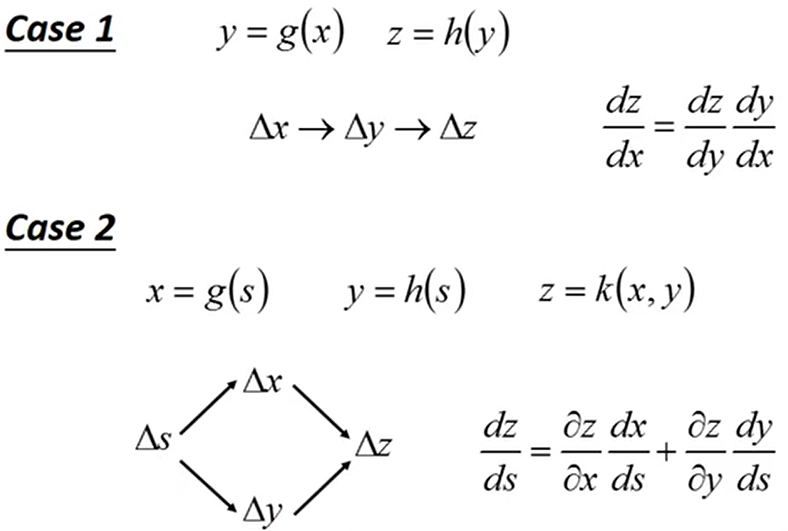 Case 1 y = g(x) z = h(y)
Δx → Δy → Δz dz/dx = dz/dy dy/dx
Case 2
x = g(s) y = h(s) z = k(x, y)
Δx
Δs Δz dz/ds = ∂z/∂x dx/ds + ∂z/∂y dy/ds
Δy